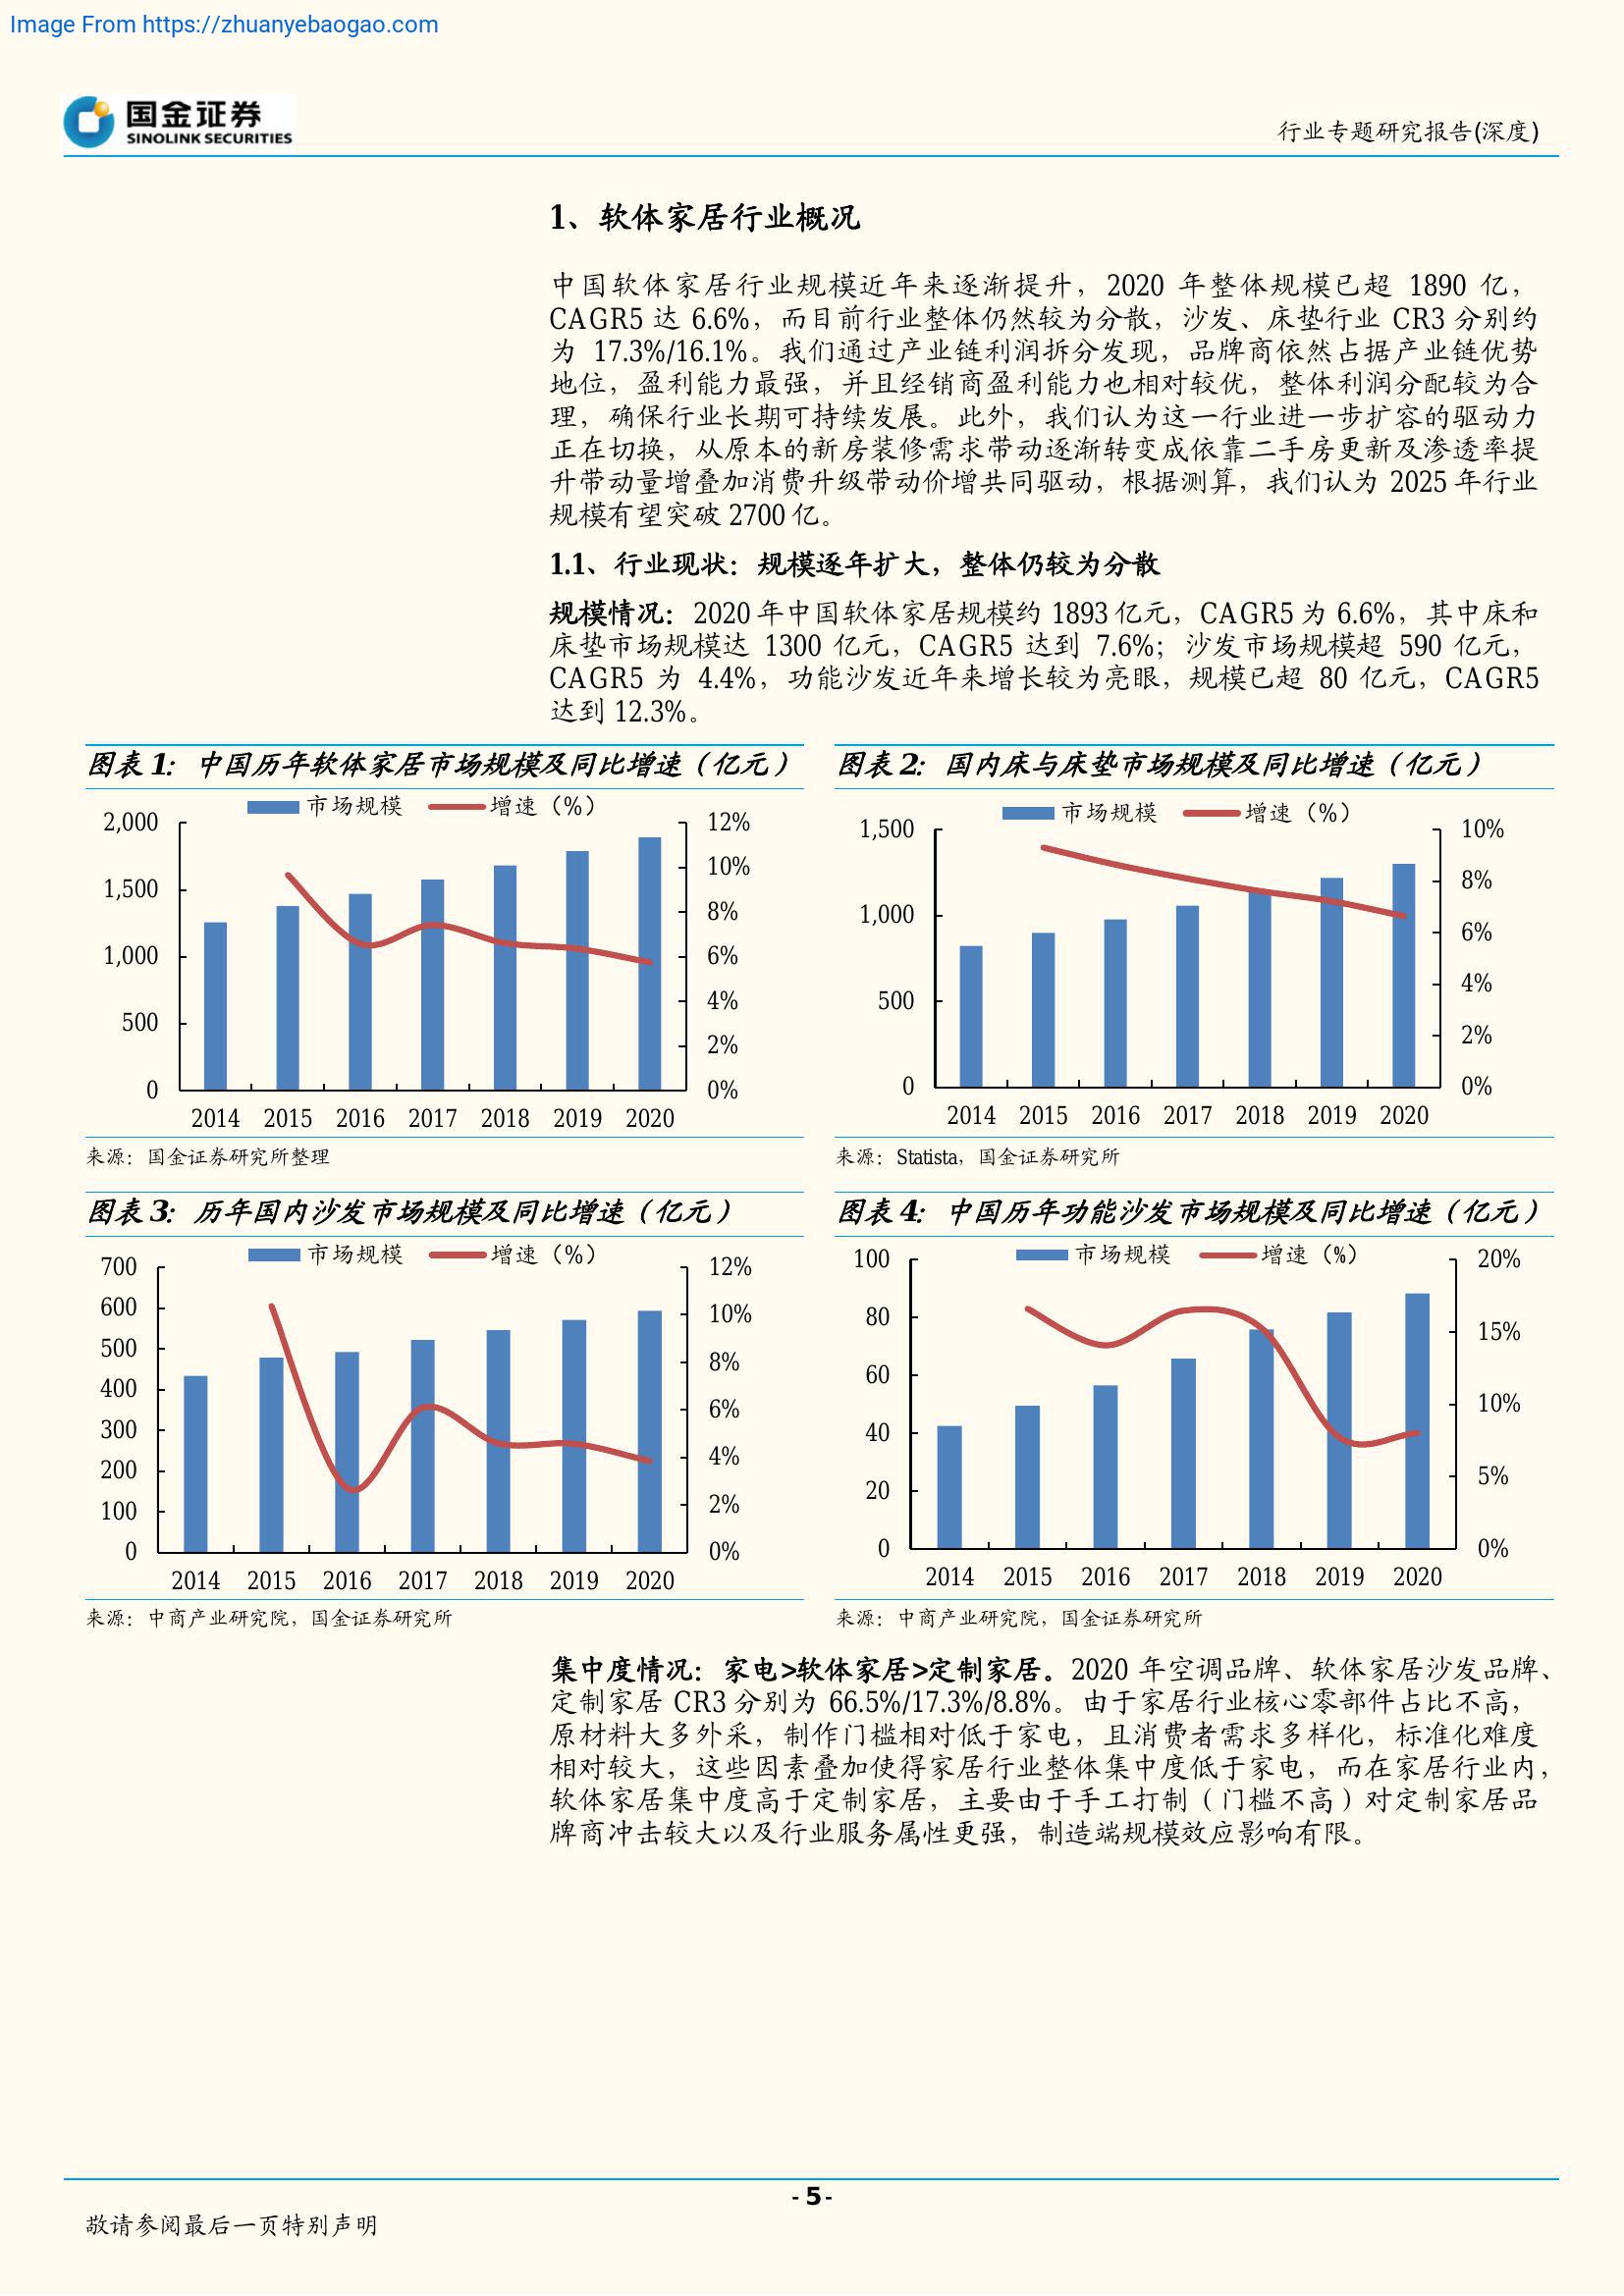 Image From https://zhuanyebaogao.com
国金证券
SINOLINK SECURITIES
行业专题研究报告(深度)
1、软体家居行业概况
中国软体家居行业规模近年来逐渐提升，2020 年整体规模已超 1890 亿，
CAGR5 达 6.6%，而目前行业整体仍然较为分散，沙发、床垫行业 CR3 分别约
为 17.3%/16.1%。我们通过产业链利润拆分发现，品牌商依然占据产业链优势
地位，盈利能力最强，并且经销商盈利能力也相对较优，整体利润分配较为合
理，确保行业长期可持续发展。此外，我们认为这一行业进一步扩容的驱动力
正在切换，从原本的新房装修需求带动逐渐转变成依靠二手房更新及渗透率提
升带动量增叠加消费升级带动价增共同驱动，根据测算，我们认为 2025 年行业
规模有望突破 2700 亿。
1.1、行业现状：规模逐年扩大，整体仍较为分散
规模情况：2020 年中国软体家居规模约 1893 亿元，CAGR5 为 6.6%，其中床和
床垫市场规模达 1300 亿元，CAGR5 达到 7.6%；沙发市场规模超 590 亿元，
CAGR5 为 4.4%，功能沙发近年来增长较为亮眼，规模已超 80 亿元，CAGR5
达到 12.3%。
图表 1：中国历年软体家居市场规模及同比增速（亿元）
市场规模 增速（%）
2,000
1,500
1,000
500
0
12%
10%
8%
6%
4%
2%
0%
2014 2015 2016 2017 2018 2019 2020
来源：国金证券研究所整理
图表 2：国内床与床垫市场规模及同比增速（亿元）
市场规模 增速（%）
1,500
1,000
500
0
10%
8%
6%
4%
2%
0%
2014 2015 2016 2017 2018 2019 2020
来源：Statista，国金证券研究所
图表 3：历年国内沙发市场规模及同比增速（亿元）
市场规模 增速（%）
700
600
500
400
300
200
100
0
12%
10%
8%
6%
4%
2%
0%
2014 2015 2016 2017 2018 2019 2020
来源：中商产业研究院，国金证券研究所
图表 4：中国历年功能沙发市场规模及同比增速（亿元）
市场规模 增速（%）
100
80
60
40
20
0
20%
15%
10%
5%
0%
2014 2015 2016 2017 2018 2019 2020
来源：中商产业研究院，国金证券研究所
集中度情况：家电>软体家居>定制家居。2020 年空调品牌、软体家居沙发品牌、
定制家居 CR3 分别为 66.5%/17.3%/8.8%。由于家居行业核心零部件占比不高，
原材料大多外采，制作门槛相对低于家电，且消费者需求多样化，标准化难度
相对较大，这些因素叠加使得家居行业整体集中度低于家电，而在家居行业内，
软体家居集中度高于定制家居，主要由于手工打制（门槛不高）对定制家居品
牌商冲击较大以及行业服务属性更强，制造端规模效应影响有限。
- 5 -
敬请参阅最后一页特别声明